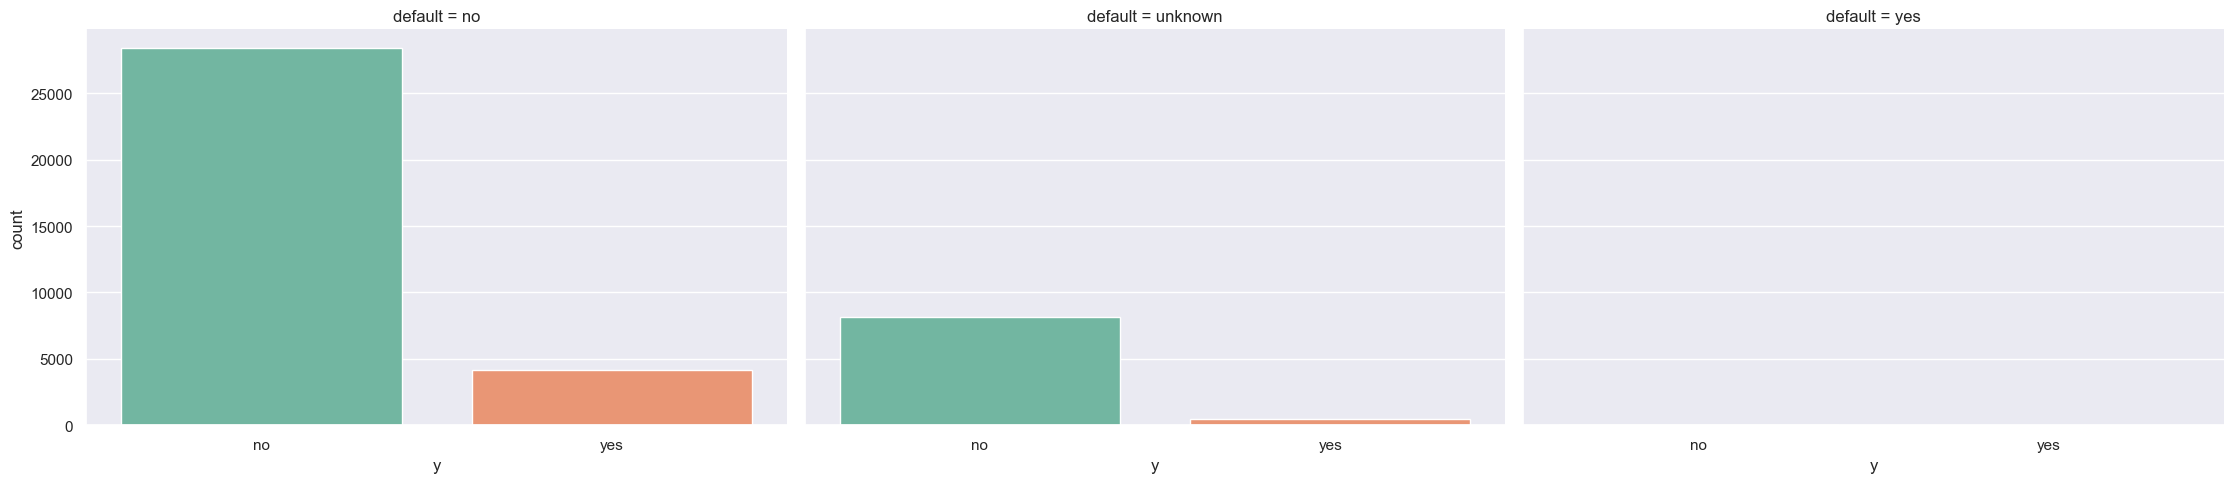 default = no
default = unknown
default = yes
count
25000
20000
15000
10000
5000
0
no yes
no yes
no yes
y
y
y